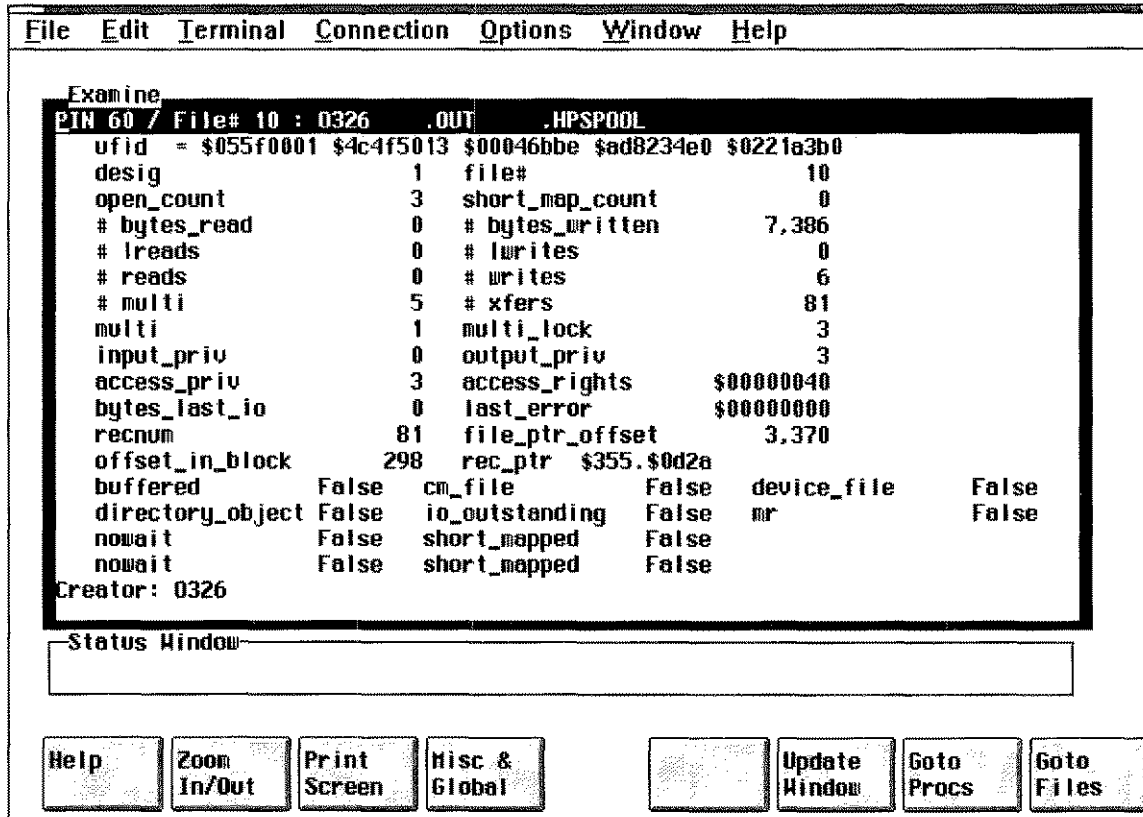 File Edit Terminal Connection Options Window Help
Examine
PIN 60 / File# 10 : O326 .OUT .HPSPOOL
ufid = $055f0001 $4c4f5013 $00046bbe $ad8234e0 $0221a3b0
desig 1 file# 10
open_count 3 short_map_count 0
# bytes_read 0 # bytes_written 7,386
# lreads 0 # lwrites 0
# reads 0 # writes 6
# multi 5 # xfers 81
multi 1 multi_lock 3
input_priv 0 output_priv 3
access_priv 3 access_rights $00000040
bytes_last_io 0 last_error $00000000
recnum 81 file_ptr_offset 3,370
offset_in_block 298 rec_ptr $355.$0d2a
buffered False cm_file False device_file False
directory_object False io_outstanding False mr False
nowait False short_mapped False
nowait False short_mapped False
Creator: O326
Status Window
Help Zoom In/Out Print Screen Misc & Global Update Window Goto Procs Goto Files